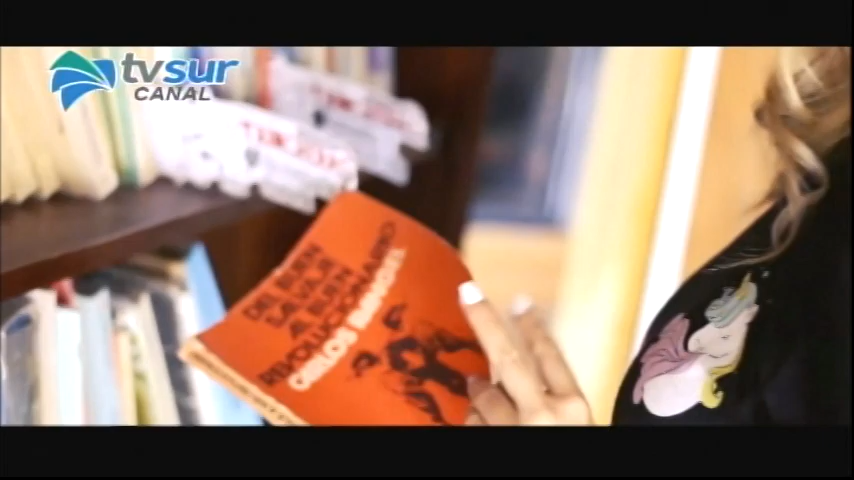 tvsur
CANAL
DEL BUEN
SALVAJE
AL BUEN
REVOLUCIONARIO
CARLOS RANGEL